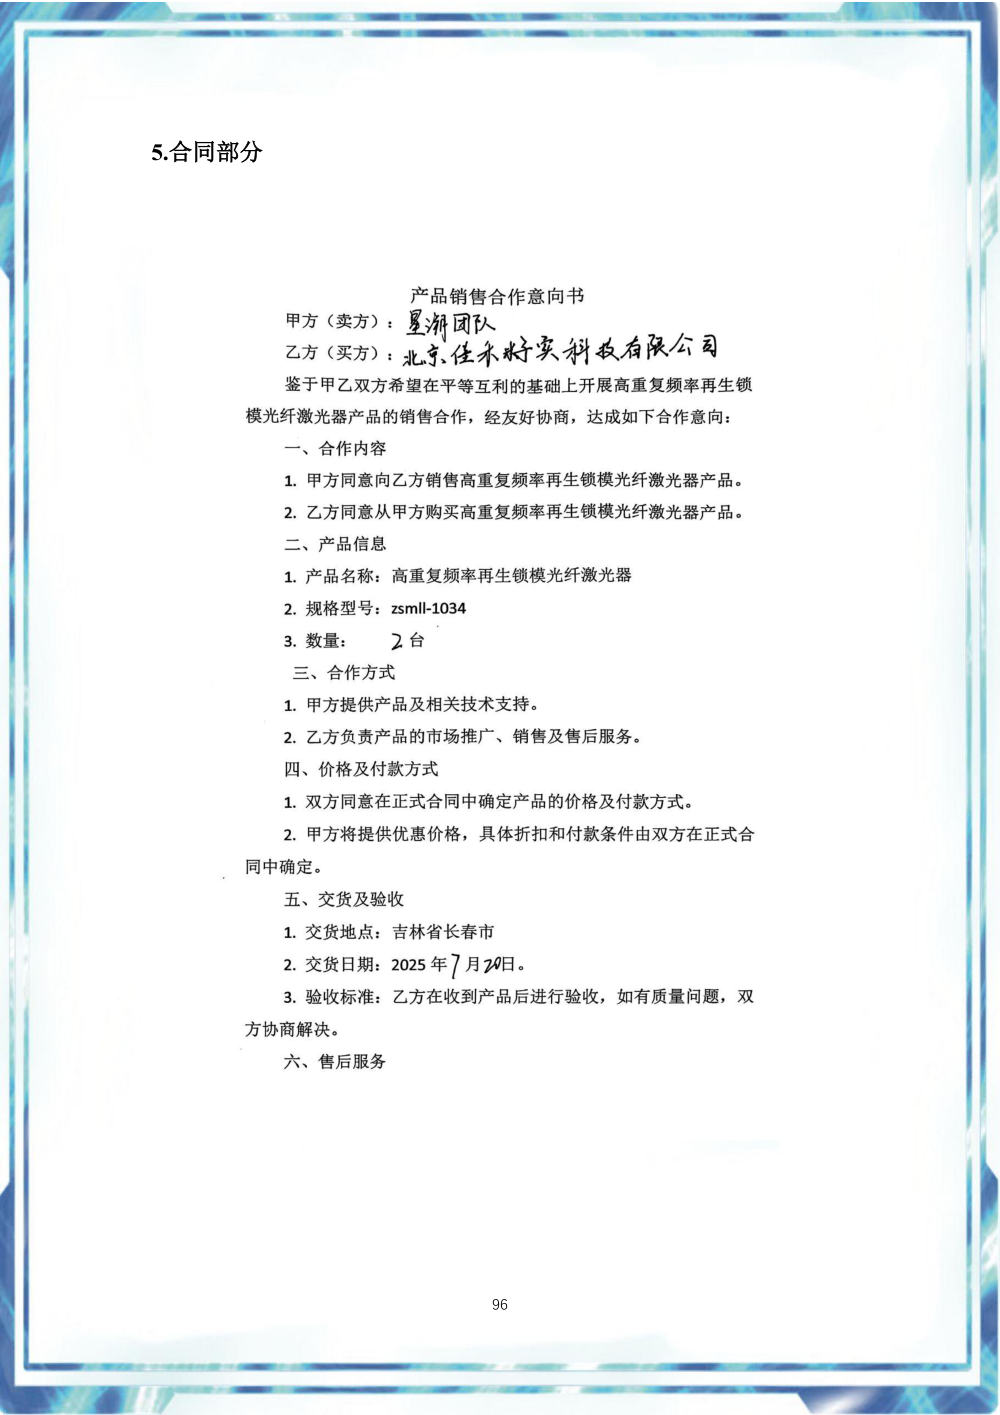 5.合同部分
产品销售合作意向书
甲方（卖方）：星潮团队
乙方（买方）：北京佳禾好实科技有限公司
鉴于甲乙双方希望在平等互利的基础上开展高重复频率再生锁
模光纤激光器产品的销售合作，经友好协商，达成如下合作意向：
一、合作内容
1. 甲方同意向乙方销售高重复频率再生锁模光纤激光器产品。
2. 乙方同意从甲方购买高重复频率再生锁模光纤激光器产品。
二、产品信息
1. 产品名称：高重复频率再生锁模光纤激光器
2. 规格型号：zsmll-1034
3. 数量： 2台
三、合作方式
1. 甲方提供产品及相关技术支持。
2. 乙方负责产品的市场推广、销售及售后服务。
四、价格及付款方式
1. 双方同意在正式合同中确定产品的价格及付款方式。
2. 甲方将提供优惠价格，具体折扣和付款条件由双方在正式合
同中确定。
五、交货及验收
1. 交货地点：吉林省长春市
2. 交货日期：2025年7月20日。
3. 验收标准：乙方在收到产品后进行验收，如有质量问题，双
方协商解决。
六、售后服务
96